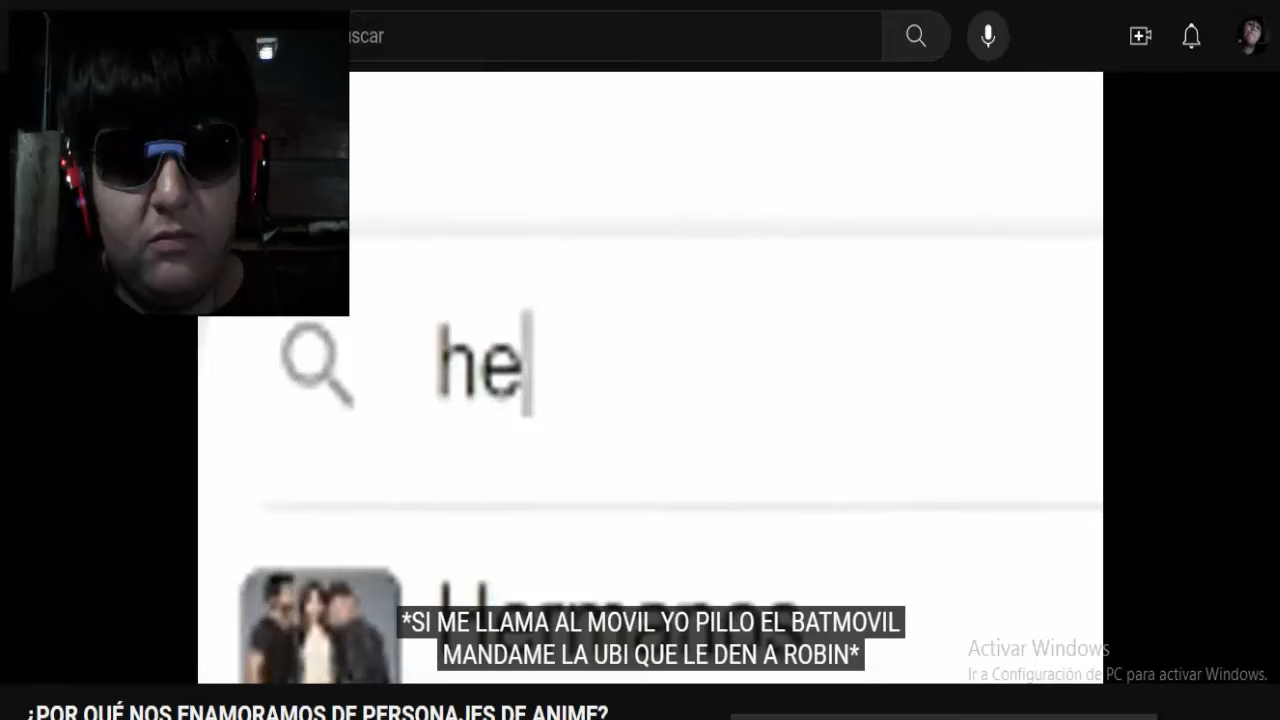 scar
he
Hermanos
*SI ME LLAMA AL MOVIL YO PILLO EL BATMOVIL
MANDAME LA UBI QUE LE DEN A ROBIN*
Activar Windows
Ir a Configuración de PC para activar Windows.
¿POR QUÉ NOS ENAMORAMOS DE PERSONAJES DE ANIME?